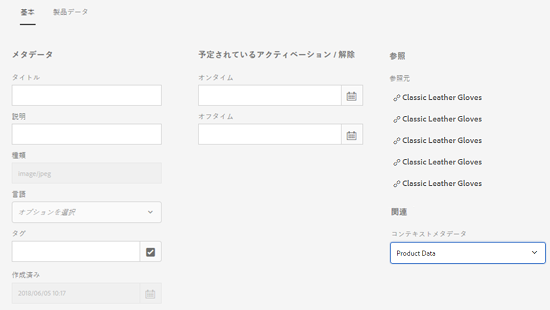 基本 製品データ
メタデータ
タイトル
説明
種類
image/jpeg
言語
オプションを選択
タグ
作成済み
2018/06/05 10:17
予定されているアクティベーション / 解除
オンタイム
オフタイム
参照
参照元
Classic Leather Gloves
Classic Leather Gloves
Classic Leather Gloves
Classic Leather Gloves
Classic Leather Gloves
関連
コンテキストメタデータ
Product Data